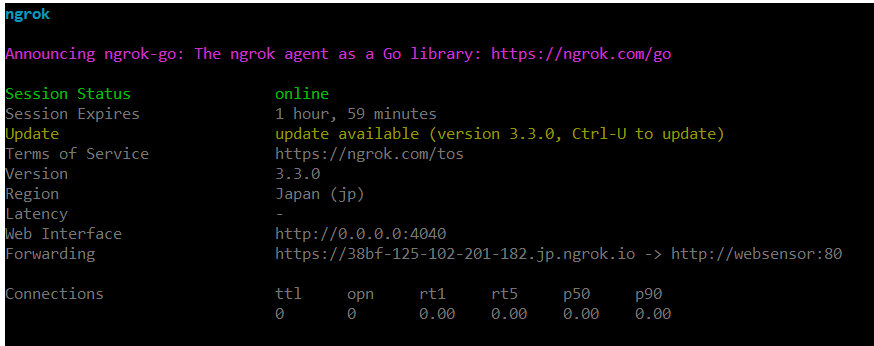 ngrok
Announcing ngrok-go: The ngrok agent as a Go library: https://ngrok.com/go
Session Status online
Session Expires 1 hour, 59 minutes
Update update available (version 3.3.0, Ctrl-U to update)
Terms of Service https://ngrok.com/tos
Version 3.3.0
Region Japan (jp)
Latency -
Web Interface http://0.0.0.0:4040
Forwarding https://38bf-125-102-201-182.jp.ngrok.io -> http://websensor:80
Connections ttl opn rt1 rt5 p50 p90
0 0 0.00 0.00 0.00 0.00